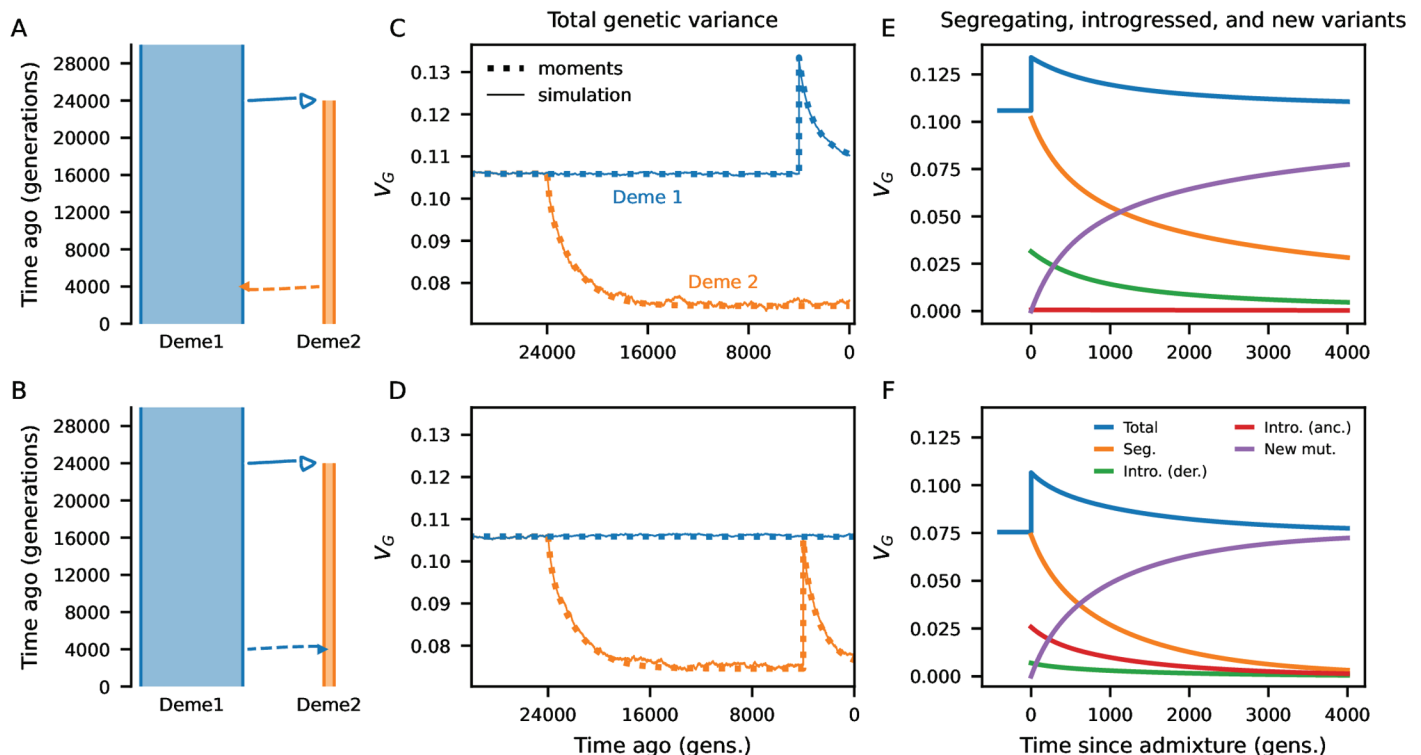 A
Time ago (generations)
28000
24000
20000
16000
12000
8000
4000
0
Deme1
Deme2
C
Total genetic variance
V_G
0.13
0.12
0.11
0.10
0.09
0.08
moments
simulation
Deme 1
Deme 2
24000
16000
8000
0
E
Segregating, introgressed, and new variants
V_G
0.125
0.100
0.075
0.050
0.025
0.000
0
1000
2000
3000
4000
B
Time ago (generations)
28000
24000
20000
16000
12000
8000
4000
0
Deme1
Deme2
D
V_G
0.13
0.12
0.11
0.10
0.09
0.08
24000
16000
8000
0
Time ago (gens.)
F
V_G
0.125
0.100
0.075
0.050
0.025
0.000
Total
Seg.
Intro. (der.)
Intro. (anc.)
New mut.
0
1000
2000
3000
4000
Time since admixture (gens.)